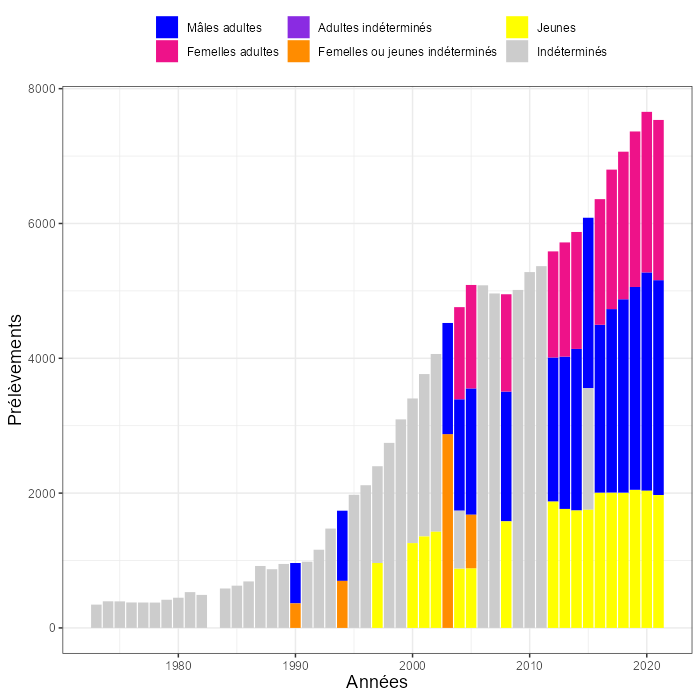 Mâles adultes Adultes indéterminés Jeunes
Femelles adultes Femelles ou jeunes indéterminés Indéterminés
8000
6000
4000
2000
0
Prélèvements
1980 1990 2000 2010 2020
Années